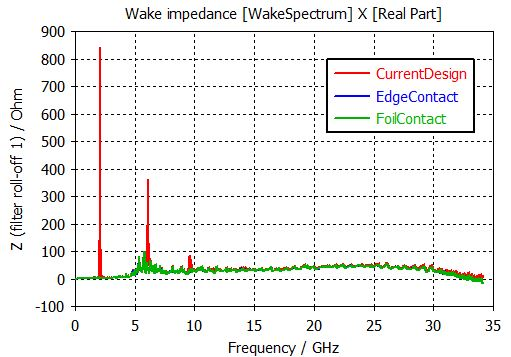 Wake impedance [WakeSpectrum] X [Real Part]
900
800
700
600
500
400
300
200
100
0
-100
Z (filter roll-off 1) / Ohm
CurrentDesign
EdgeContact
FoilContact
0 5 10 15 20 25 30 35
Frequency / GHz